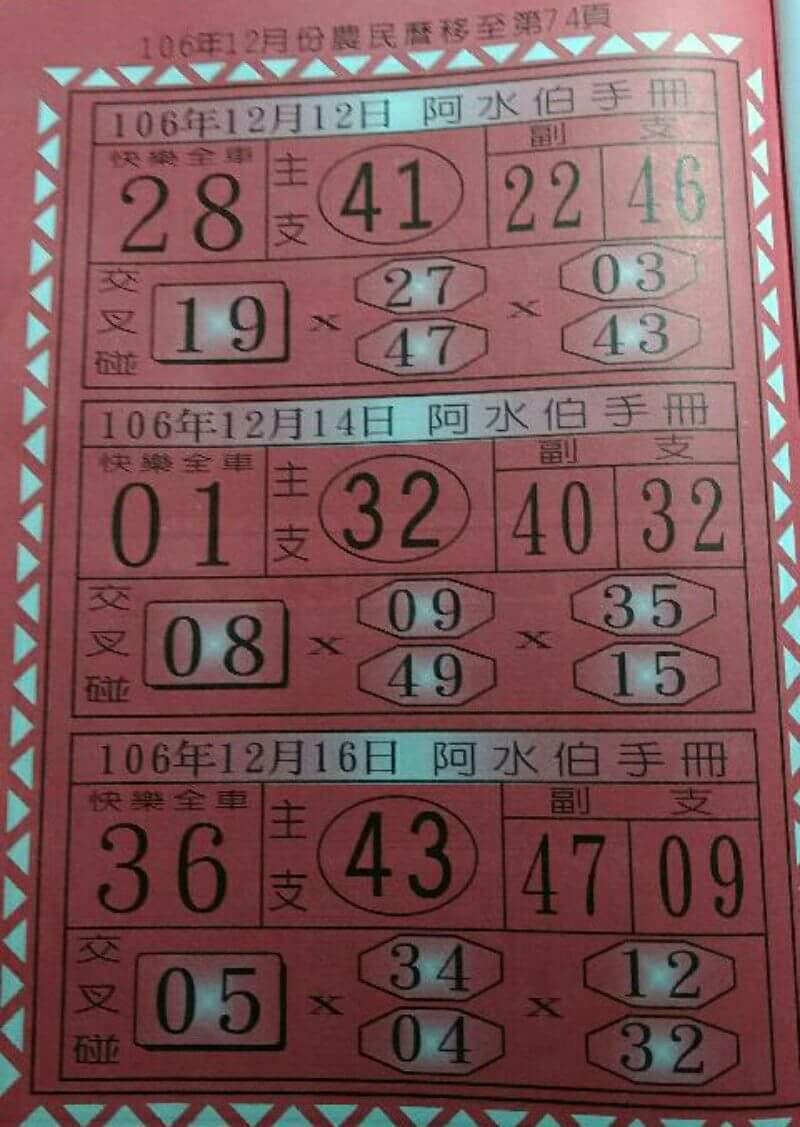 106年12月份農民曆移至第74頁
106年12月12日 阿水伯手冊
快樂全車 主支 副 支
28 41 22 46
交叉碰 19 x 27 47 x 03 43
106年12月14日 阿水伯手冊
快樂全車 主支 副 支
01 32 40 32
交叉碰 08 x 09 49 x 35 15
106年12月16日 阿水伯手冊
快樂全車 主支 副 支
36 43 47 09
交叉碰 05 x 34 04 x 12 32